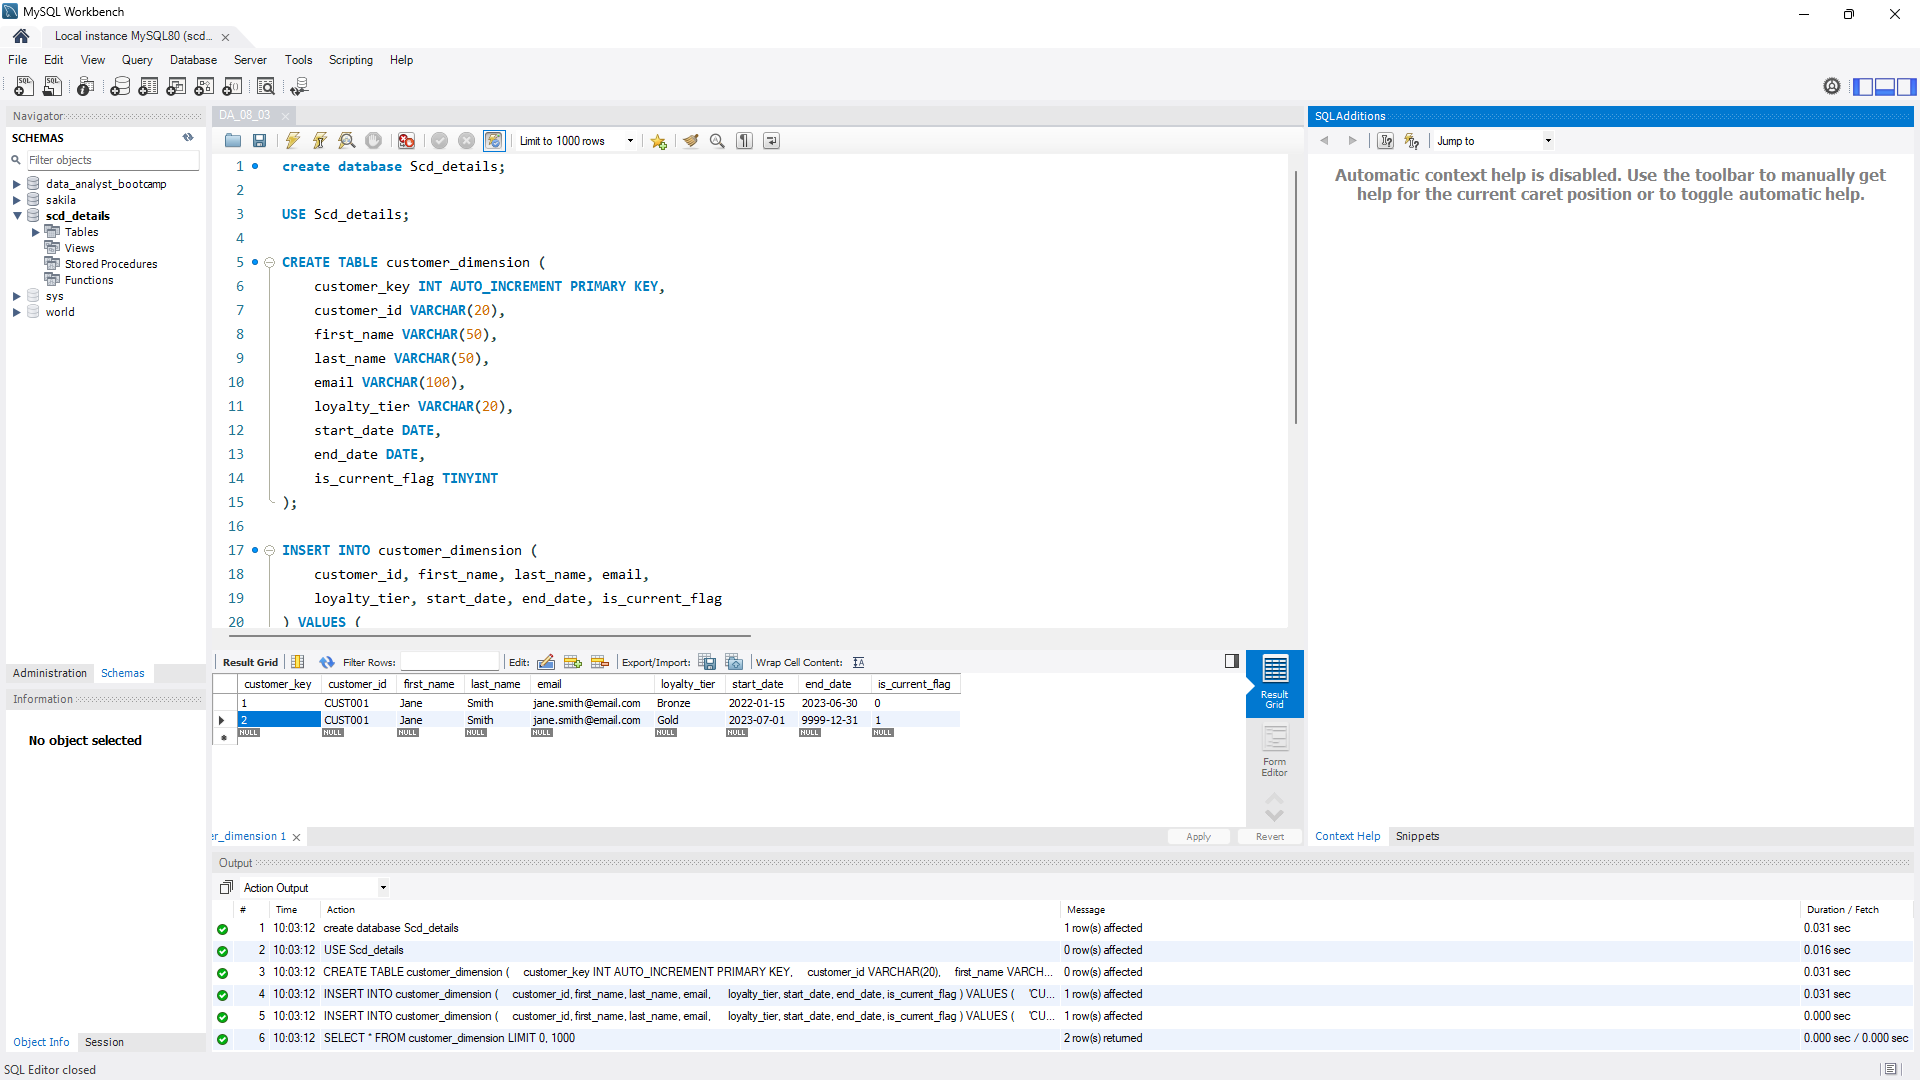 MySQL Workbench
Local instance MySQL80 (scd...
File Edit View Query Database Server Tools Scripting Help
Navigator
SCHEMAS
Filter objects
data_analyst_bootcamp
sakila
scd_details
Tables
Views
Stored Procedures
Functions
sys
world
Administration Schemas
Information
No object selected
Object Info Session
DA_08_03
Limit to 1000 rows
1 create database Scd_details;
2
3 USE Scd_details;
4
5 CREATE TABLE customer_dimension (
6 customer_key INT AUTO_INCREMENT PRIMARY KEY,
7 customer_id VARCHAR(20),
8 first_name VARCHAR(50),
9 last_name VARCHAR(50),
10 email VARCHAR(100),
11 loyalty_tier VARCHAR(20),
12 start_date DATE,
13 end_date DATE,
14 is_current_flag TINYINT
15 );
16
17 INSERT INTO customer_dimension (
18 customer_id, first_name, last_name, email,
19 loyalty_tier, start_date, end_date, is_current_flag
20 ) VALUES (
Result Grid Filter Rows: Edit: Export/Import: Wrap Cell Content:
customer_key customer_id first_name last_name email loyalty_tier start_date end_date is_current_flag
1 CUST001 Jane Smith jane.smith@email.com Bronze 2022-01-15 2023-06-30 0
2 CUST001 Jane Smith jane.smith@email.com Gold 2023-07-01 9999-12-31 1
NULL NULL NULL NULL NULL NULL NULL NULL NULL
Result
Grid
Form
Editor
er_dimension 1
Apply Revert
SQLAdditions
Jump to
Automatic context help is disabled. Use the toolbar to manually get
help for the current caret position or to toggle automatic help.
Context Help Snippets
Output
Action Output
# Time Action Message Duration / Fetch
1 10:03:12 create database Scd_details 1 row(s) affected 0.031 sec
2 10:03:12 USE Scd_details 0 row(s) affected 0.016 sec
3 10:03:12 CREATE TABLE customer_dimension ( customer_key INT AUTO_INCREMENT PRIMARY KEY, customer_id VARCHAR(20), first_name VARCH... 0 row(s) affected 0.031 sec
4 10:03:12 INSERT INTO customer_dimension ( customer_id, first_name, last_name, email, loyalty_tier, start_date, end_date, is_current_flag ) VALUES ( 'CU... 1 row(s) affected 0.031 sec
5 10:03:12 INSERT INTO customer_dimension ( customer_id, first_name, last_name, email, loyalty_tier, start_date, end_date, is_current_flag ) VALUES ( 'CU... 1 row(s) affected 0.000 sec
6 10:03:12 SELECT * FROM customer_dimension LIMIT 0, 1000 2 row(s) returned 0.000 sec / 0.000 sec
SQL Editor closed